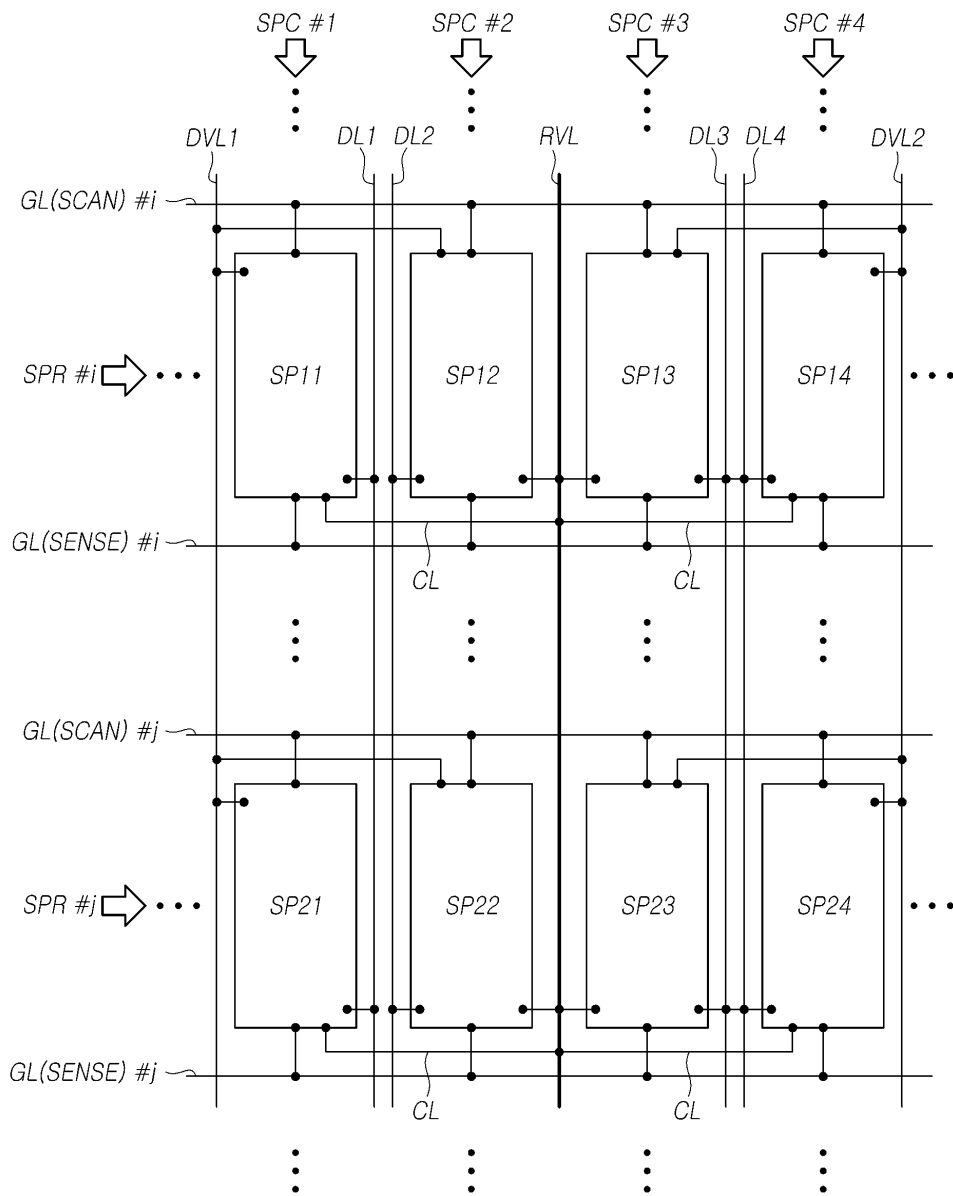 SPC #1 SPC #2 SPC #3 SPC #4
DVL1 DL1 DL2 RVL DL3 DL4 DVL2
GL(SCAN) #i
SPR #i SP11 SP12 SP13 SP14
GL(SENSE) #i
CL CL
GL(SCAN) #j
SPR #j SP21 SP22 SP23 SP24
GL(SENSE) #j
CL CL